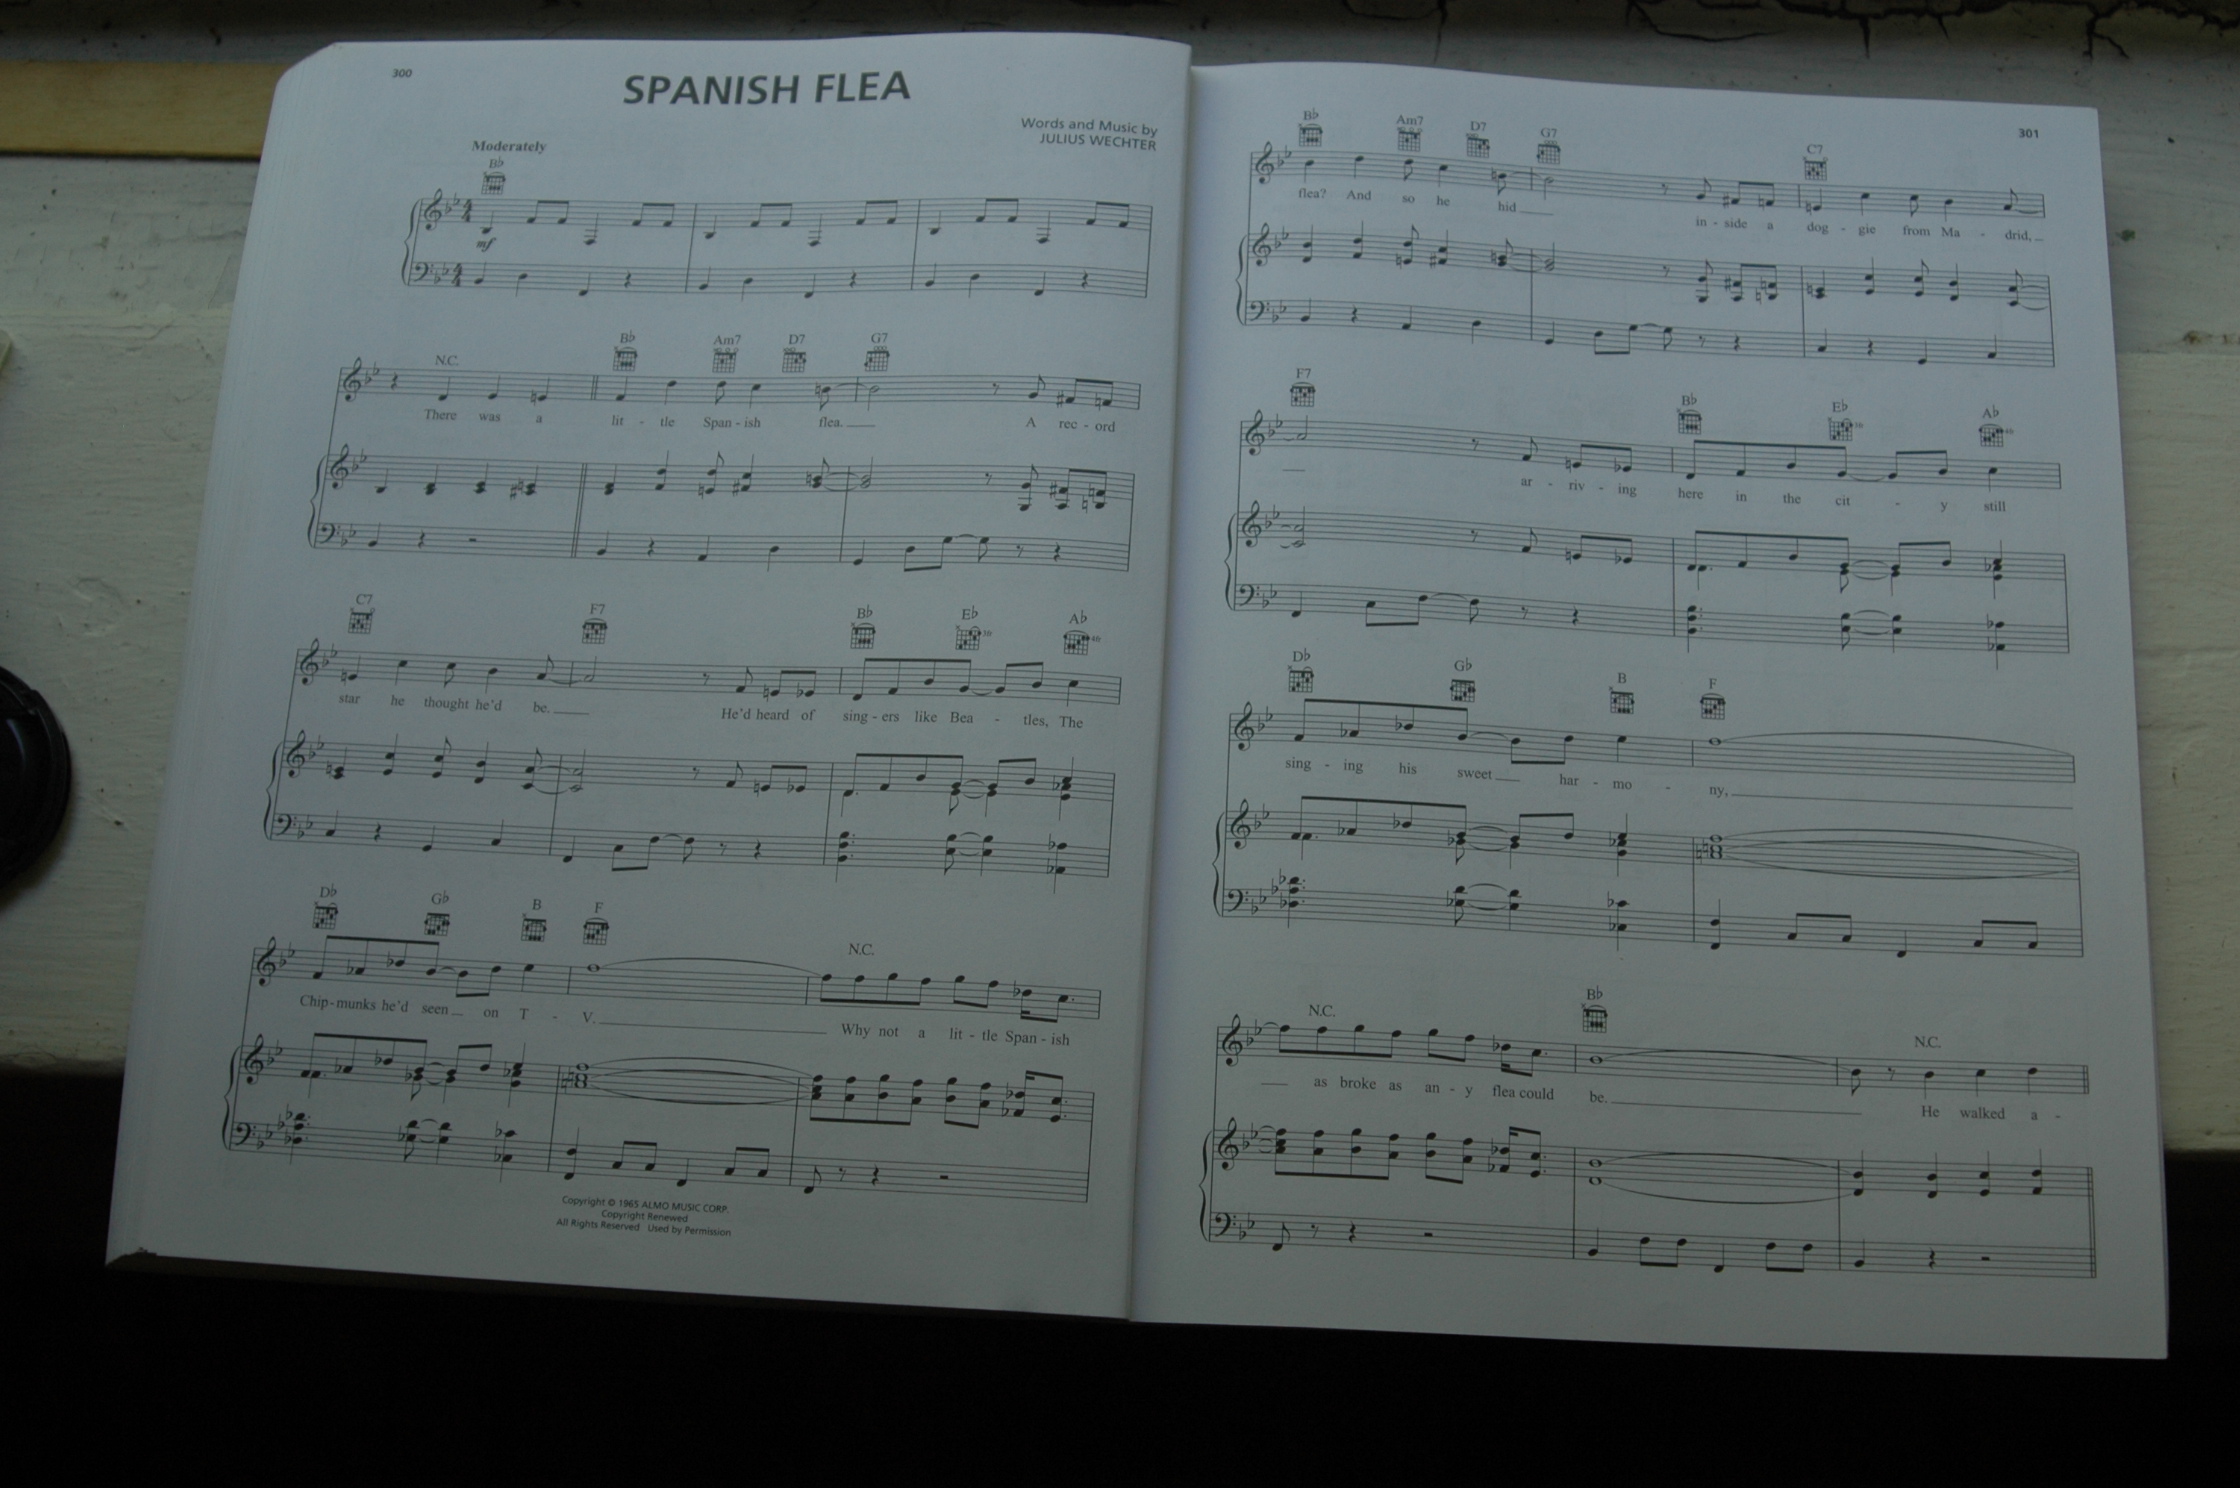 300
SPANISH FLEA
Words and Music by
JULIUS WECHTER
Moderately
B♭
mf
N.C. B♭ Am7 D7 G7
There was a lit - tle Span - ish flea. A rec - ord
C7 F7 B♭ E♭ 3fr A♭ 4fr
star he thought he'd be. He'd heard of sing - ers like Bea - tles, The
D♭ G♭ B F N.C.
Chip - munks he'd seen on T - V. Why not a lit - tle Span - ish
Copyright © 1965 ALMO MUSIC CORP.
Copyright Renewed
All Rights Reserved Used by Permission
301
B♭ Am7 D7 G7 C7
flea? And so he hid in - side a dog - gie from Ma - drid,
F7 B♭ E♭ 3fr A♭ 4fr
ar - riv - ing here in the cit - y still
D♭ G♭ B F
sing - ing his sweet har - mo - ny,
N.C. B♭ N.C.
as broke as an - y flea could be. He walked a -